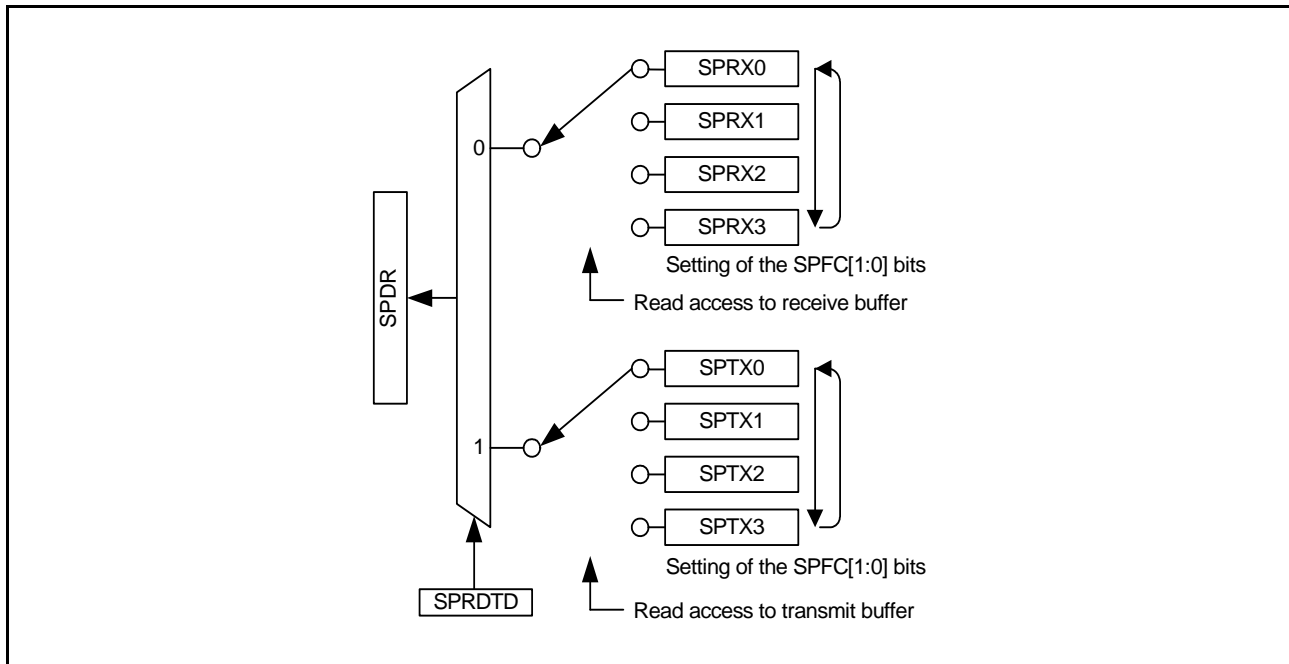 SPRX0
SPRX1
0
SPRX2
SPRX3
Setting of the SPFC[1:0] bits
Read access to receive buffer
SPDR
SPTX0
SPTX1
1
SPTX2
SPTX3
Setting of the SPFC[1:0] bits
SPRDTD
Read access to transmit buffer